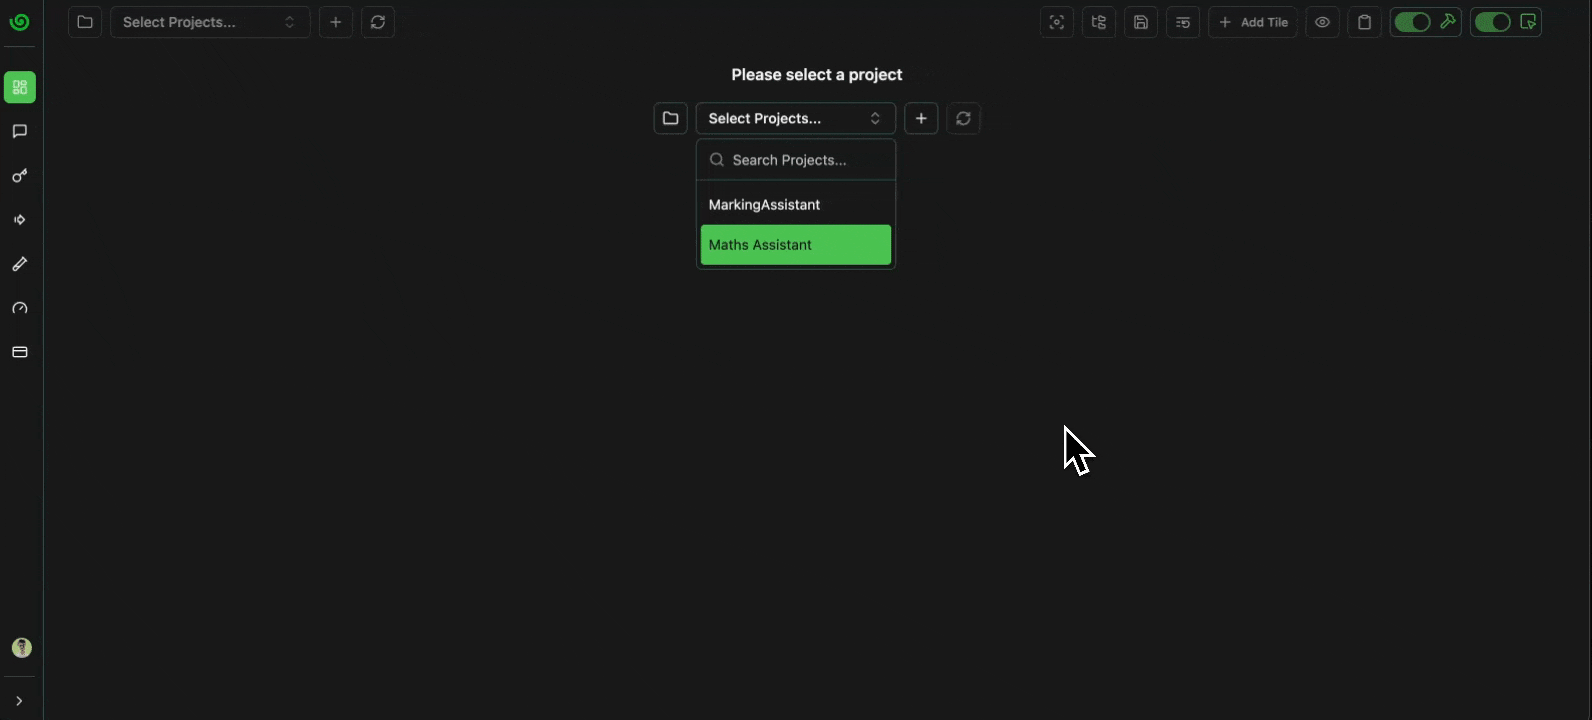 Select Projects...
Add Tile
Please select a project
Select Projects...
Search Projects...
MarkingAssistant
Maths Assistant